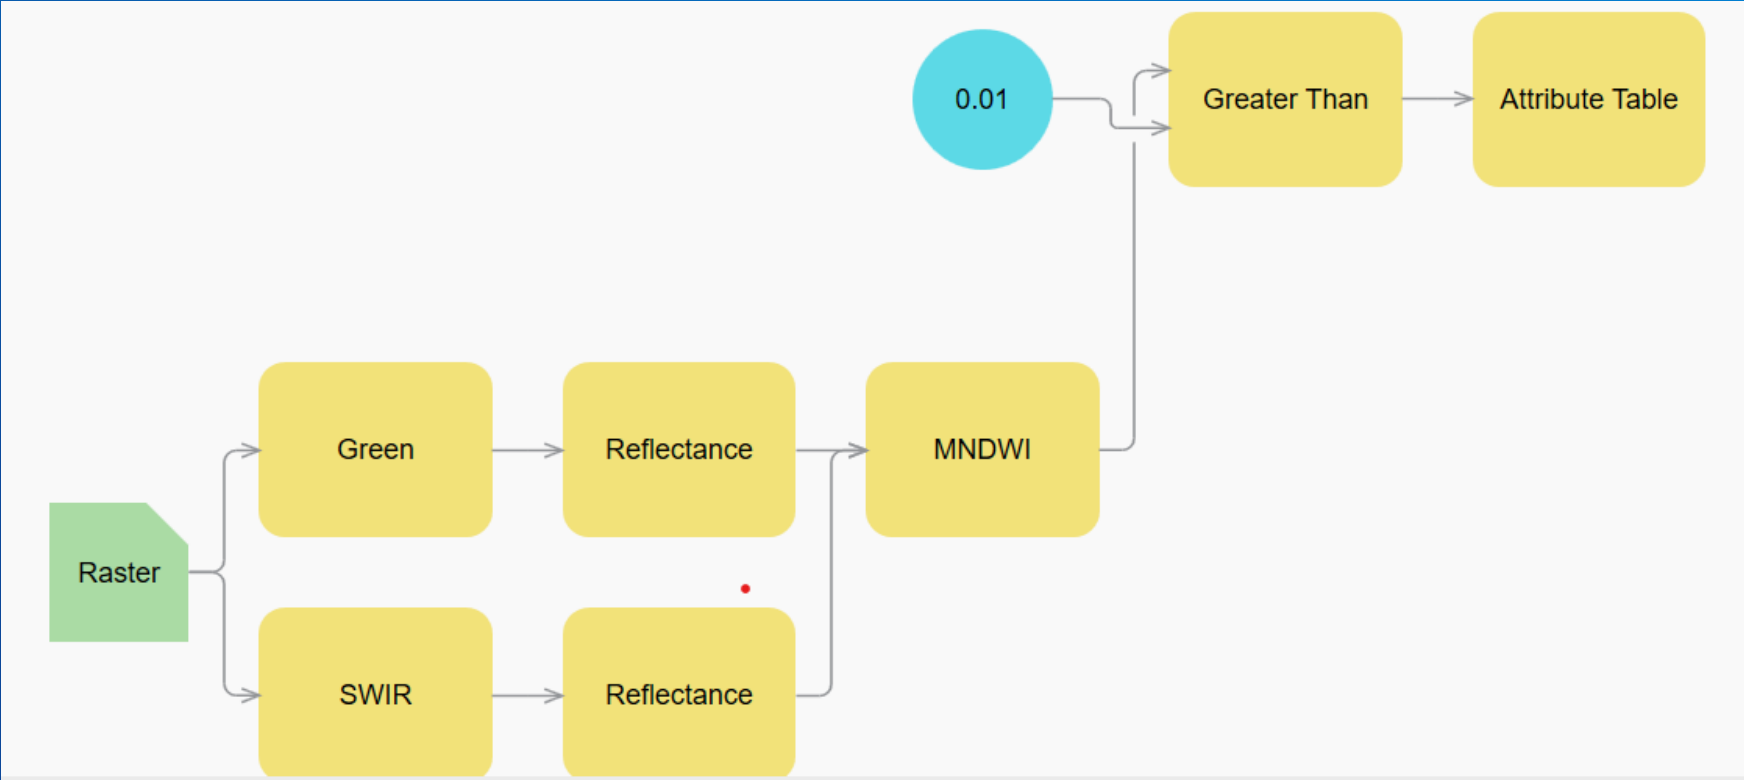 0.01
Greater Than
Attribute Table
Green
Reflectance
MNDWI
Raster
SWIR
Reflectance